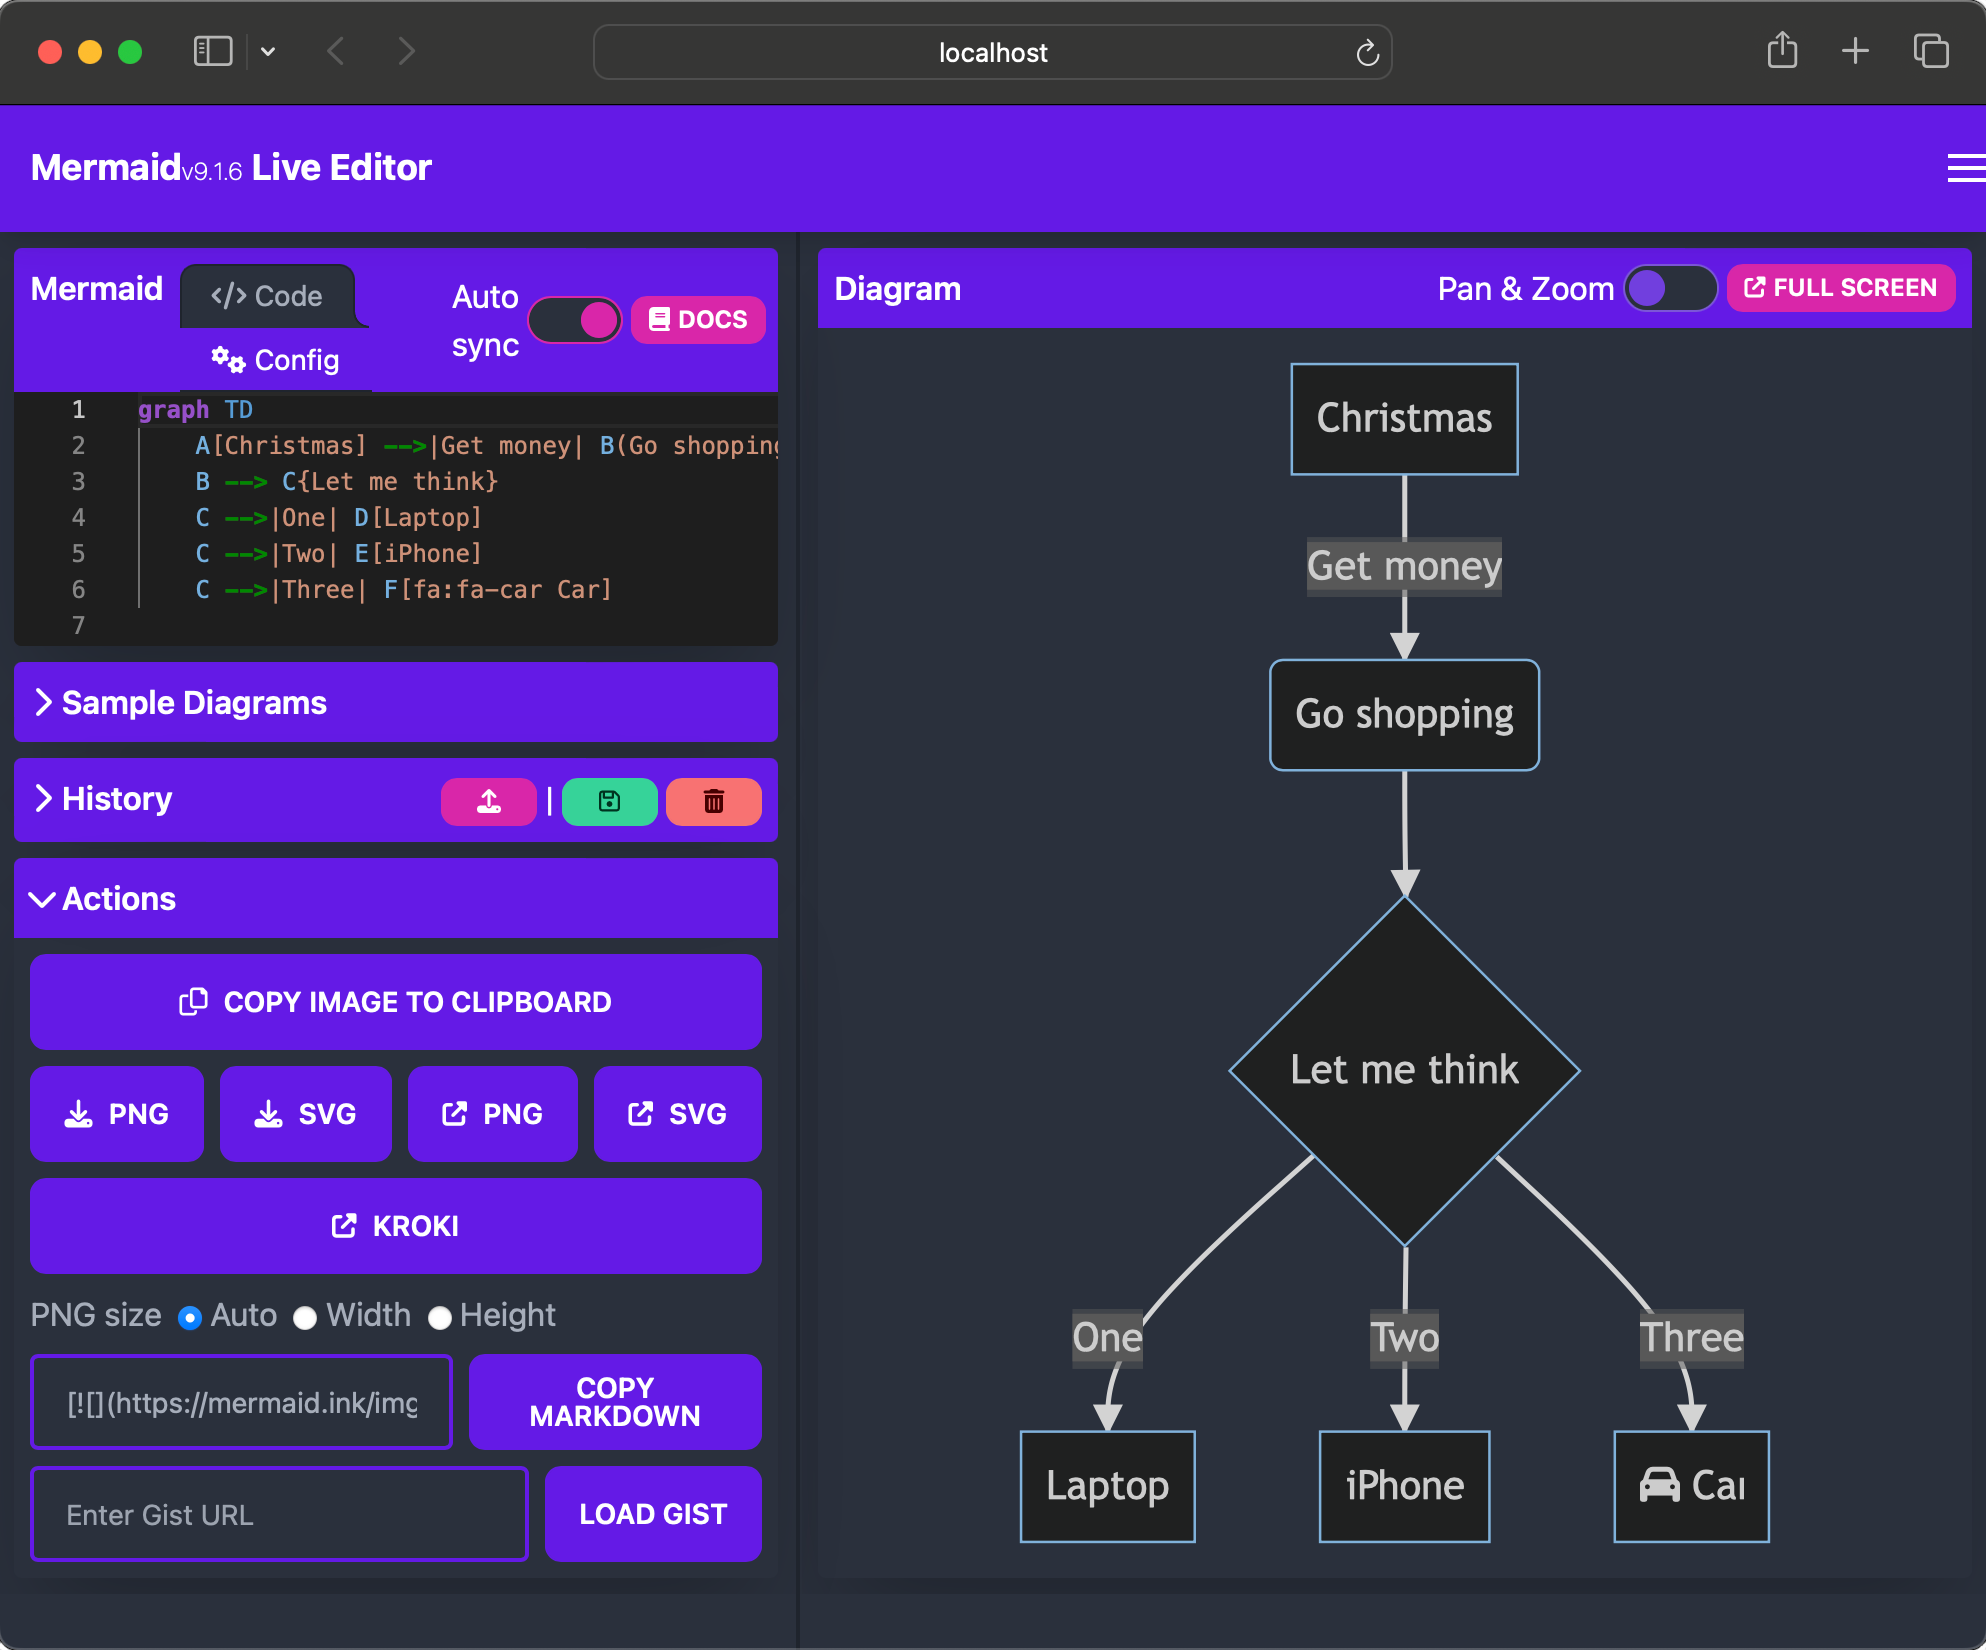 localhost
Mermaidv9.1.6 Live Editor
Mermaid
Code
Config
Auto
sync
DOCS
1 graph TD
2 A[Christmas] -->|Get money| B(Go shopping
3 B --> C{Let me think}
4 C -->|One| D[Laptop]
5 C -->|Two| E[iPhone]
6 C -->|Three| F[fa:fa-car Car]
7
Sample Diagrams
History |
Actions
COPY IMAGE TO CLIPBOARD
PNG SVG PNG SVG
KROKI
PNG size Auto Width Height
[![](https://mermaid.ink/img
COPY
MARKDOWN
Enter Gist URL
LOAD GIST
Diagram
Pan & Zoom
FULL SCREEN
Christmas
Get money
Go shopping
Let me think
One Two Three
Laptop iPhone Car